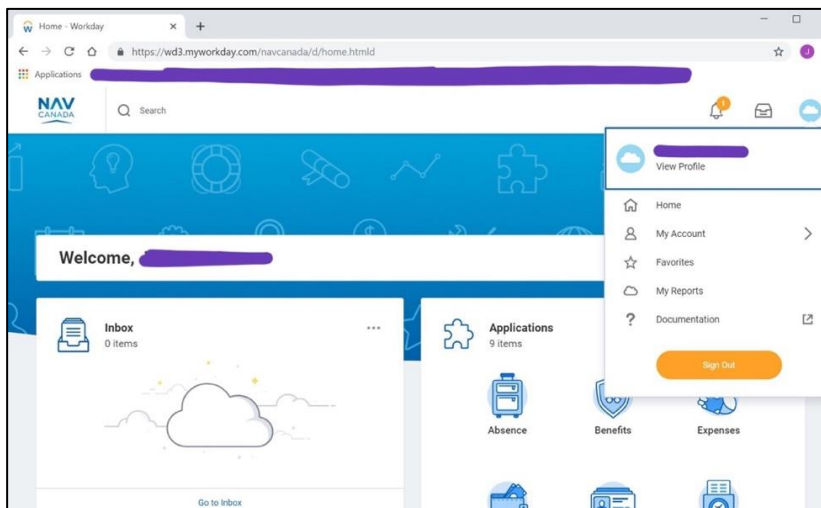 Home - Workday
https://wd3.myworkday.com/navcanada/d/home.htmld
J
Applications
NAV
CANADA
Search
1
View Profile
Home
My Account
Favorites
My Reports
Documentation
Sign Out
Welcome,
Inbox
0 items
Applications
9 items
Absence
Benefits
Expenses
Go to Inbox